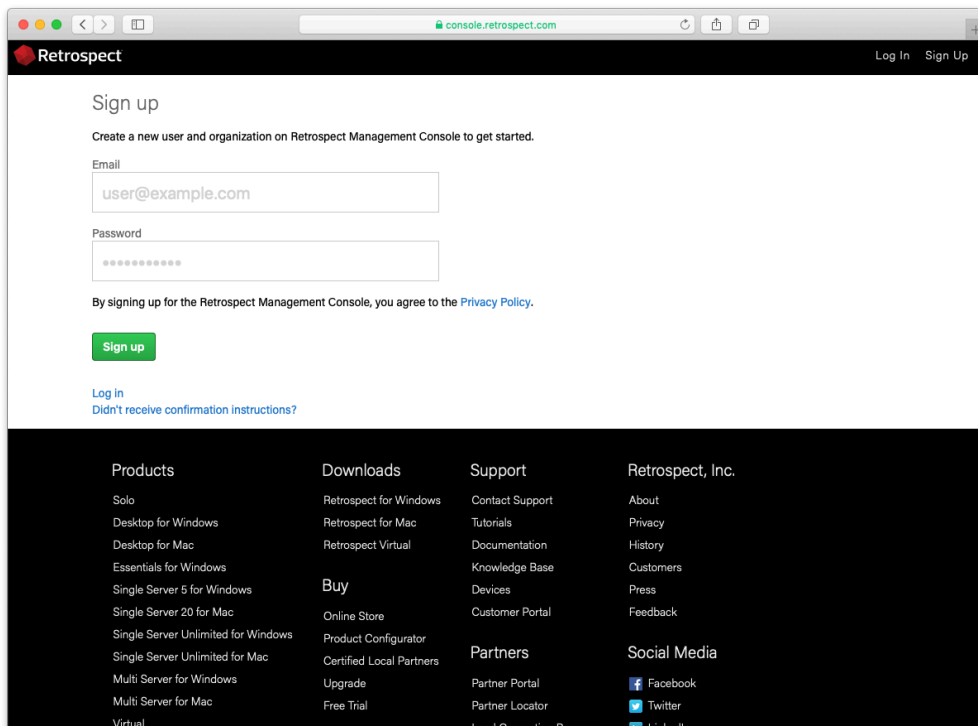 console.retrospect.com
Retrospect
Log In
Sign Up
Sign up
Create a new user and organization on Retrospect Management Console to get started.
Email
user@example.com
Password
By signing up for the Retrospect Management Console, you agree to the Privacy Policy.
Sign up
Log in
Didn't receive confirmation instructions?
Products
Solo
Desktop for Windows
Desktop for Mac
Essentials for Windows
Single Server 5 for Windows
Single Server 20 for Mac
Single Server Unlimited for Windows
Single Server Unlimited for Mac
Multi Server for Windows
Multi Server for Mac
Virtual
Downloads
Retrospect for Windows
Retrospect for Mac
Retrospect Virtual
Buy
Online Store
Product Configurator
Certified Local Partners
Upgrade
Free Trial
Support
Contact Support
Tutorials
Documentation
Knowledge Base
Devices
Customer Portal
Partners
Partner Portal
Partner Locator
Retrospect, Inc.
About
Privacy
History
Customers
Press
Feedback
Social Media
Facebook
Twitter